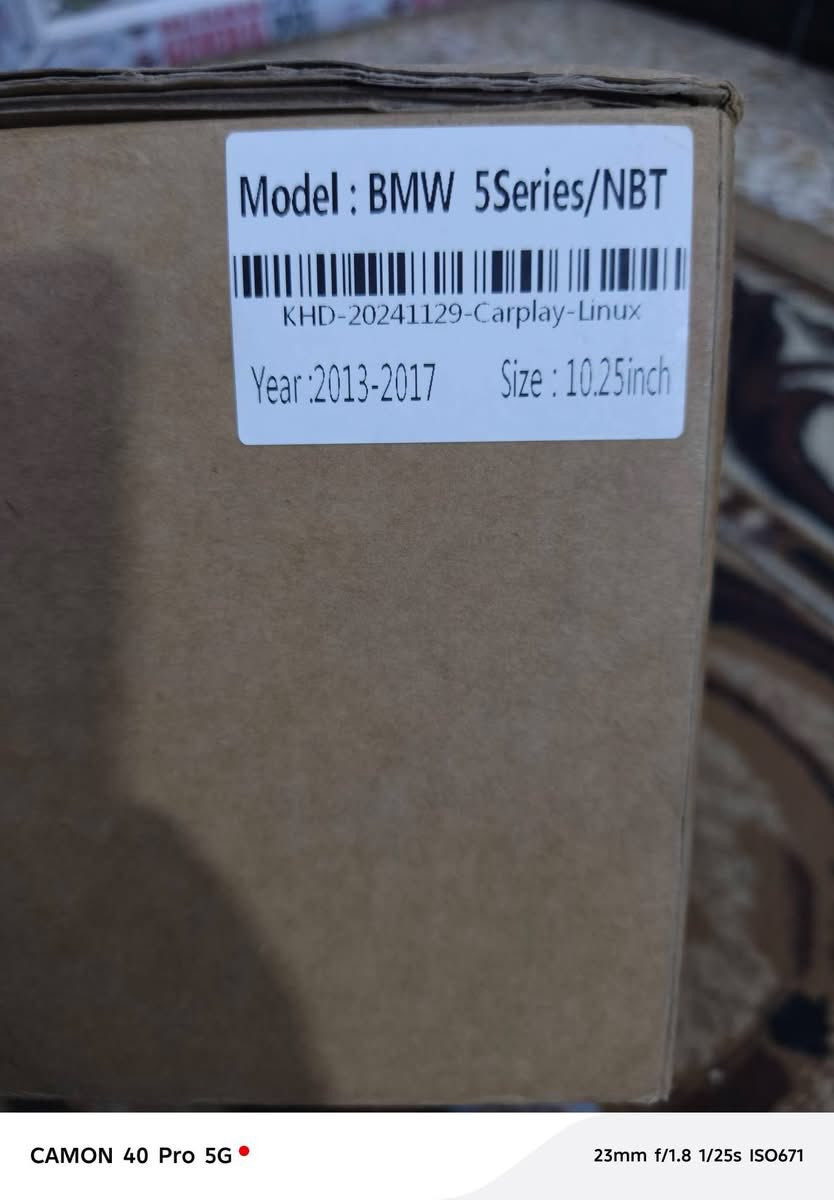 Model : BMW 5Series/NBT
KHD-20241129-Carplay-Linux
Year :2013-2017 Size : 10.25inch
CAMON 40 Pro 5G 23mm f/1.8 1/25s ISO671